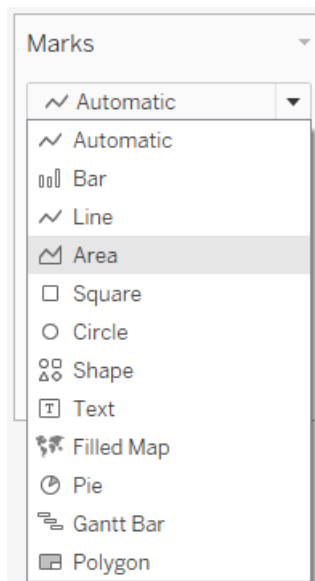 Marks
Automatic
Automatic
Bar
Line
Area
Square
Circle
Shape
T Text
Filled Map
Pie
Gantt Bar
Polygon